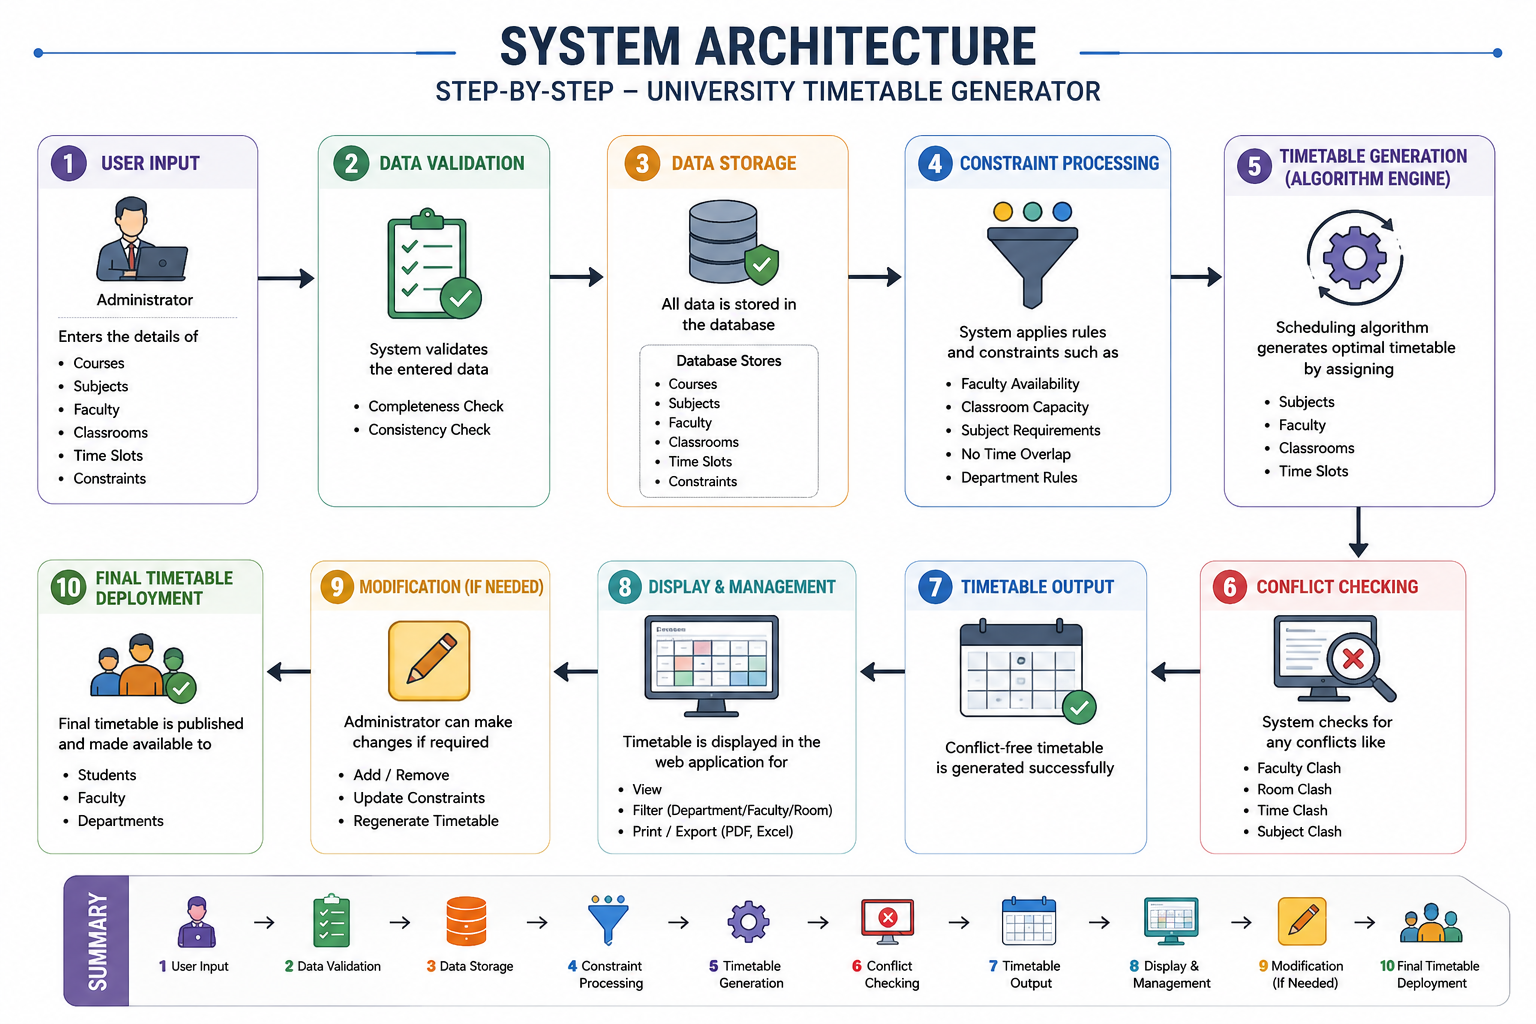 SYSTEM ARCHITECTURE
STEP-BY-STEP – UNIVERSITY TIMETABLE GENERATOR
1 USER INPUT
Administrator
Enters the details of
• Courses
• Subjects
• Faculty
• Classrooms
• Time Slots
• Constraints
2 DATA VALIDATION
System validates
the entered data
• Completeness Check
• Consistency Check
3 DATA STORAGE
All data is stored in
the database
Database Stores
• Courses
• Subjects
• Faculty
• Classrooms
• Time Slots
• Constraints
4 CONSTRAINT PROCESSING
System applies rules
and constraints such as
• Faculty Availability
• Classroom Capacity
• Subject Requirements
• No Time Overlap
• Department Rules
5 TIMETABLE GENERATION
(ALGORITHM ENGINE)
Scheduling algorithm
generates optimal timetable
by assigning
• Subjects
• Faculty
• Classrooms
• Time Slots
6 CONFLICT CHECKING
System checks for
any conflicts like
• Faculty Clash
• Room Clash
• Time Clash
• Subject Clash
7 TIMETABLE OUTPUT
Conflict-free timetable
is generated successfully
8 DISPLAY & MANAGEMENT
Timetable is displayed in the
web application for
• View
• Filter (Department/Faculty/Room)
• Print / Export (PDF, Excel)
9 MODIFICATION (IF NEEDED)
Administrator can make
changes if required
• Add / Remove
• Update Constraints
• Regenerate Timetable
10 FINAL TIMETABLE
DEPLOYMENT
Final timetable is published
and made available to
• Students
• Faculty
• Departments
SUMMARY
1 User Input
2 Data Validation
3 Data Storage
4 Constraint
Processing
5 Timetable
Generation
6 Conflict
Checking
7 Timetable
Output
8 Display &
Management
9 Modification
(If Needed)
10 Final Timetable
Deployment